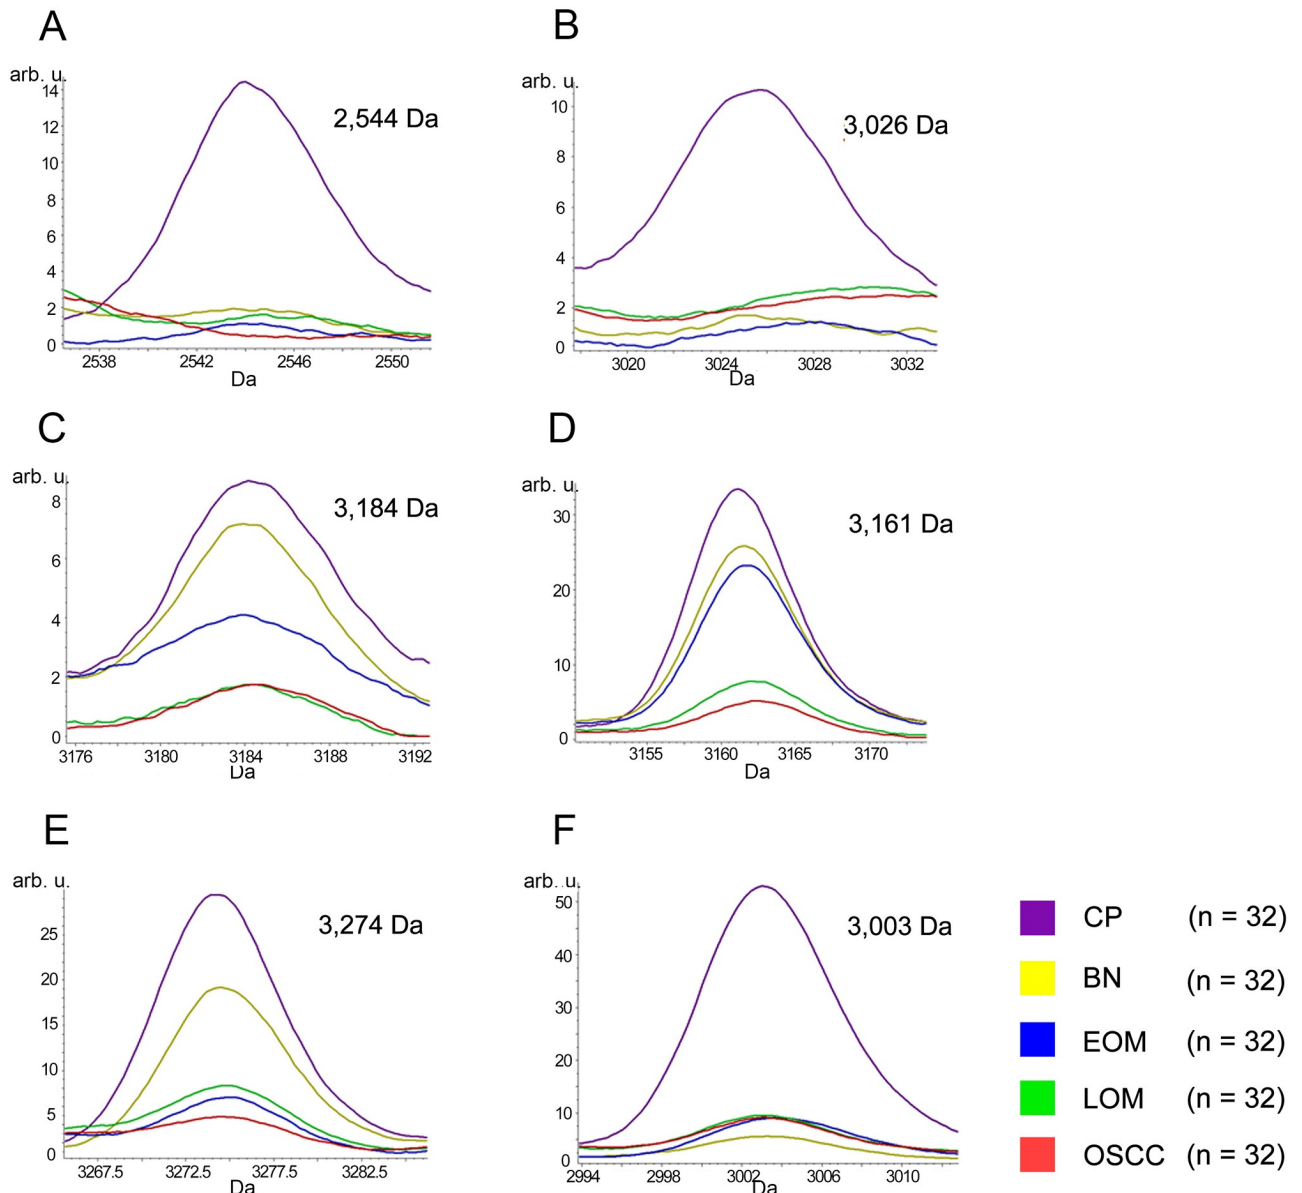 A
arb. u.
14
12
10
8
6
4
2
0
2,544 Da
2538
2542
2546
2550
Da
B
arb. u.
10
8
6
4
2
0
3,026 Da
3020
3024
3028
3032
Da
C
arb. u.
8
6
4
2
0
3,184 Da
3176
3180
3184
3188
3192
Da
D
arb. u.
30
20
10
0
3,161 Da
3155
3160
3165
3170
Da
E
arb. u.
25
20
15
10
5
0
3,274 Da
3267.5
3272.5
3277.5
3282.5
Da
F
arb. u.
50
40
30
20
10
0
3,003 Da
2994
2998
3002
3006
3010
Da
CP (n = 32)
BN (n = 32)
EOM (n = 32)
LOM (n = 32)
OSCC (n = 32)